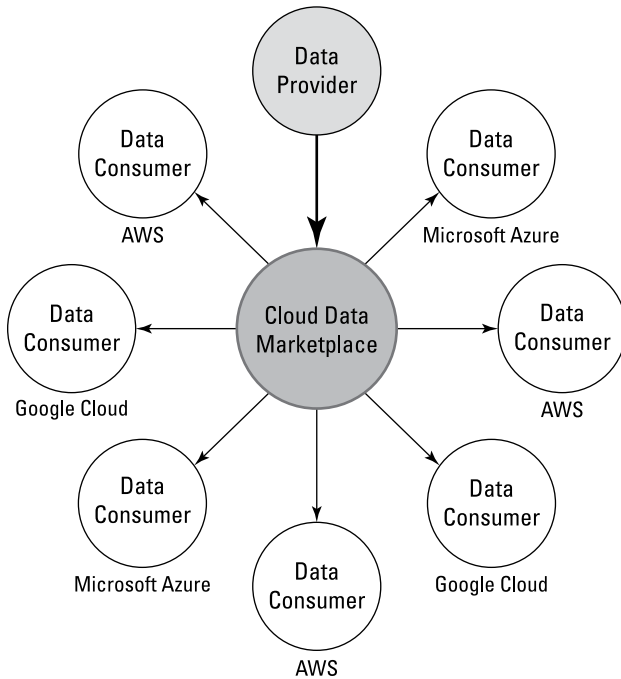 Data
Provider
Data
Consumer
AWS
Data
Consumer
Microsoft Azure
Cloud Data
Marketplace
Data
Consumer
Google Cloud
Data
Consumer
AWS
Data
Consumer
Microsoft Azure
Data
Consumer
Google Cloud
Data
Consumer
AWS